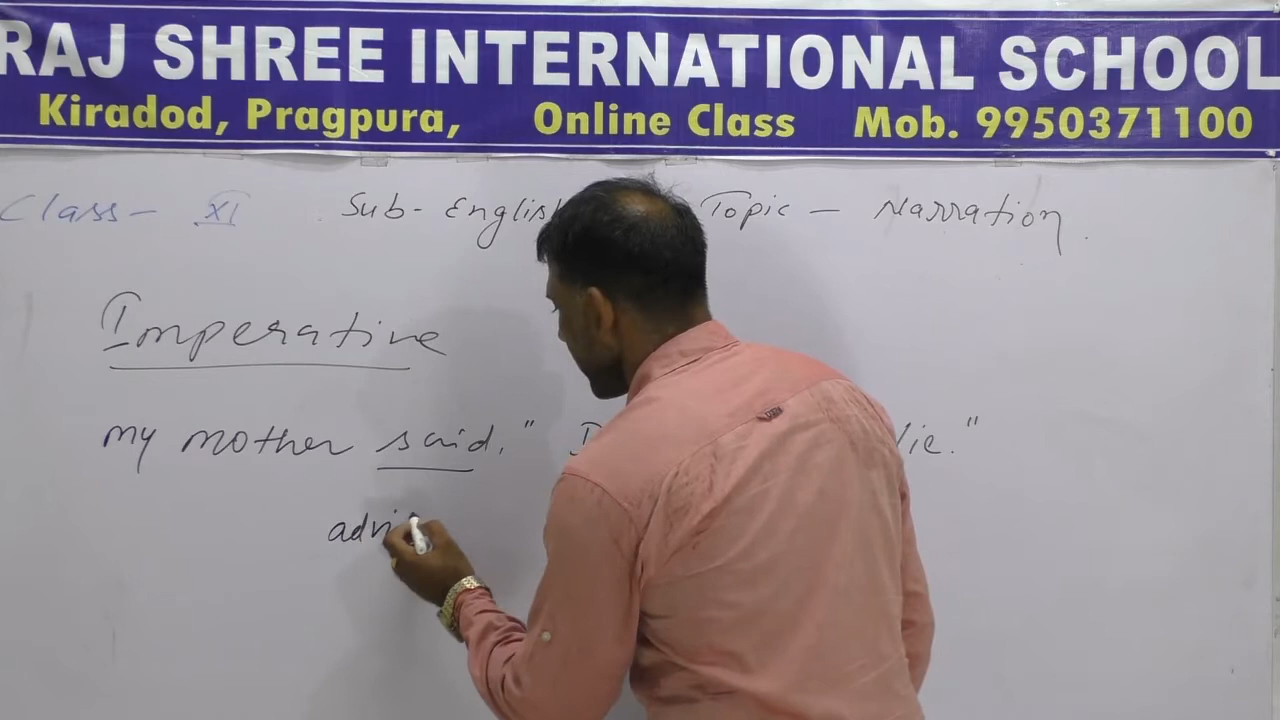 RAJ SHREE INTERNATIONAL SCHOOL
Kiradod, Pragpura, Online Class Mob. 9950371100
Class - XI Sub - English Topic - Narration
Imperative
my mother said, " lie."
advi